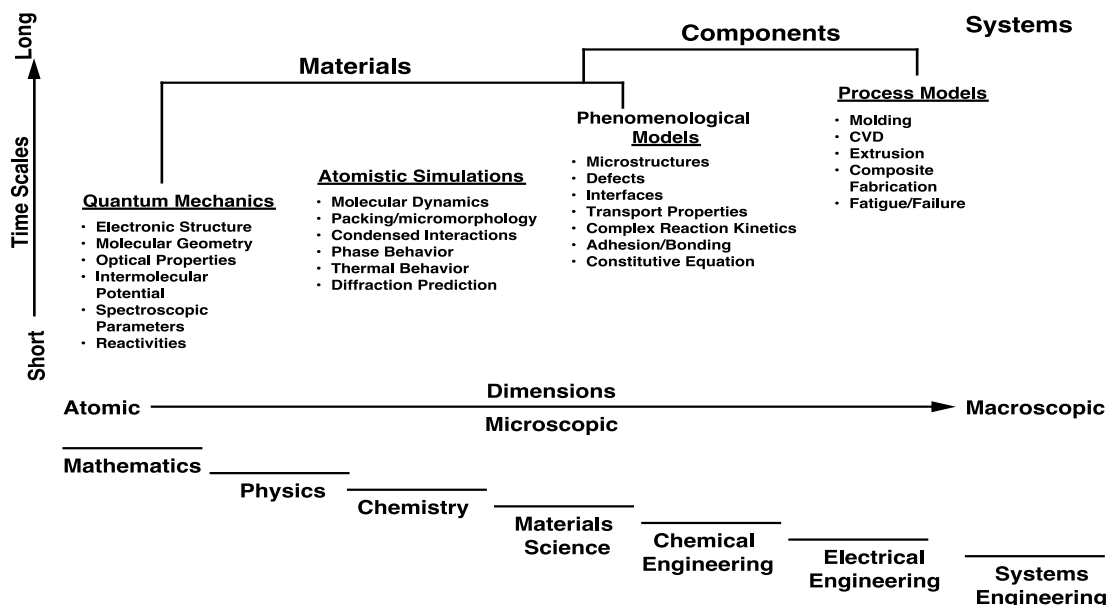 Long
Time Scales
Short
Systems
Components
Materials
Quantum Mechanics
· Electronic Structure
· Molecular Geometry
· Optical Properties
· Intermolecular
Potential
· Spectroscopic
Parameters
· Reactivities
Atomistic Simulations
· Molecular Dynamics
· Packing/micromorphology
· Condensed Interactions
· Phase Behavior
· Thermal Behavior
· Diffraction Prediction
Phenomenological
Models
· Microstructures
· Defects
· Interfaces
· Transport Properties
· Complex Reaction Kinetics
· Adhesion/Bonding
· Constitutive Equation
Process Models
· Molding
· CVD
· Extrusion
· Composite
Fabrication
· Fatigue/Failure
Dimensions
Atomic
Macroscopic
Microscopic
Mathematics
Physics
Chemistry
Materials
Science
Chemical
Engineering
Electrical
Engineering
Systems
Engineering